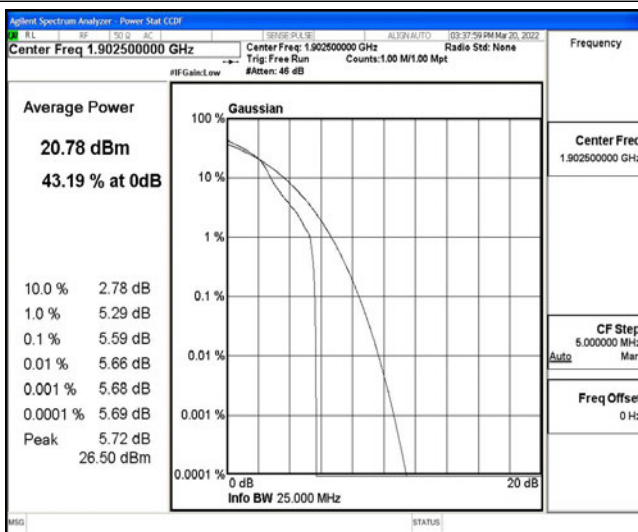 Agilent Spectrum Analyzer - Power Stat CCDF
RL RF 50 Ω AC SENSE:PULSE ALIGN AUTO 03:37:59 PM Mar 20, 2022
Center Freq 1.902500000 GHz
Center Freq: 1.902500000 GHz Radio Std: None
Trig: Free Run Counts:1.00 M/1.00 Mpt
#IFGain:Low #Atten: 46 dB
Frequency
Average Power
20.78 dBm
43.19 % at 0dB
10.0 % 2.78 dB
1.0 % 5.29 dB
0.1 % 5.59 dB
0.01 % 5.66 dB
0.001 % 5.68 dB
0.0001 % 5.69 dB
Peak 5.72 dB
26.50 dBm
Gaussian
100 %
10 %
1 %
0.1 %
0.01 %
0.001 %
0.0001 %
0 dB 20 dB
Info BW 25.000 MHz
Center Freq
1.902500000 GHz
CF Step
5.000000 MHz
Auto Man
Freq Offset
0 Hz
MSG STATUS